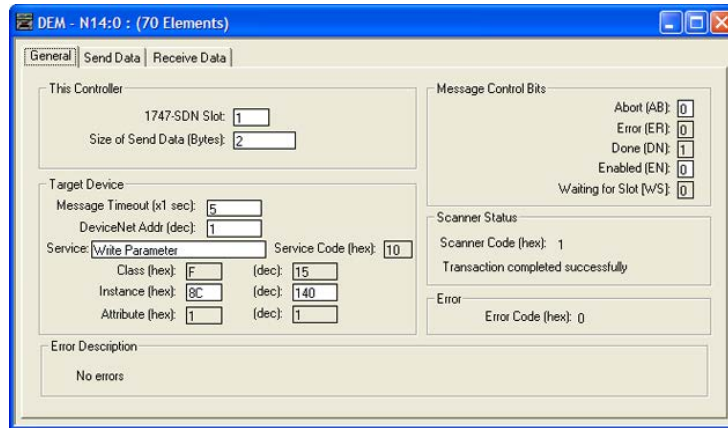 DEM - N14:0 : (70 Elements)
General Send Data Receive Data
This Controller
1747-SDN Slot: 1
Size of Send Data (Bytes): 2
Target Device
Message Timeout (x1 sec): 5
DeviceNet Addr (dec): 1
Service: Write Parameter Service Code (hex): 10
Class (hex): F (dec): 15
Instance (hex): 8C (dec): 140
Attribute (hex): 1 (dec): 1
Message Control Bits
Abort (AB): 0
Error (ER): 0
Done (DN): 1
Enabled (EN): 0
Waiting for Slot (WS): 0
Scanner Status
Scanner Code (hex): 1
Transaction completed successfully
Error
Error Code (hex): 0
Error Description
No errors